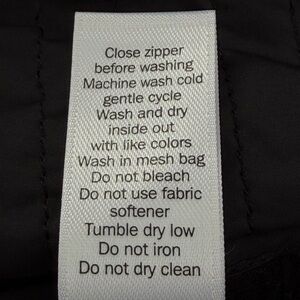 Close zipper
before washing
Machine wash cold
gentle cycle
Wash and dry
inside out
with like colors
Wash in mesh bag
Do not bleach
Do not use fabric
softener
Tumble dry low
Do not iron
Do not dry clean